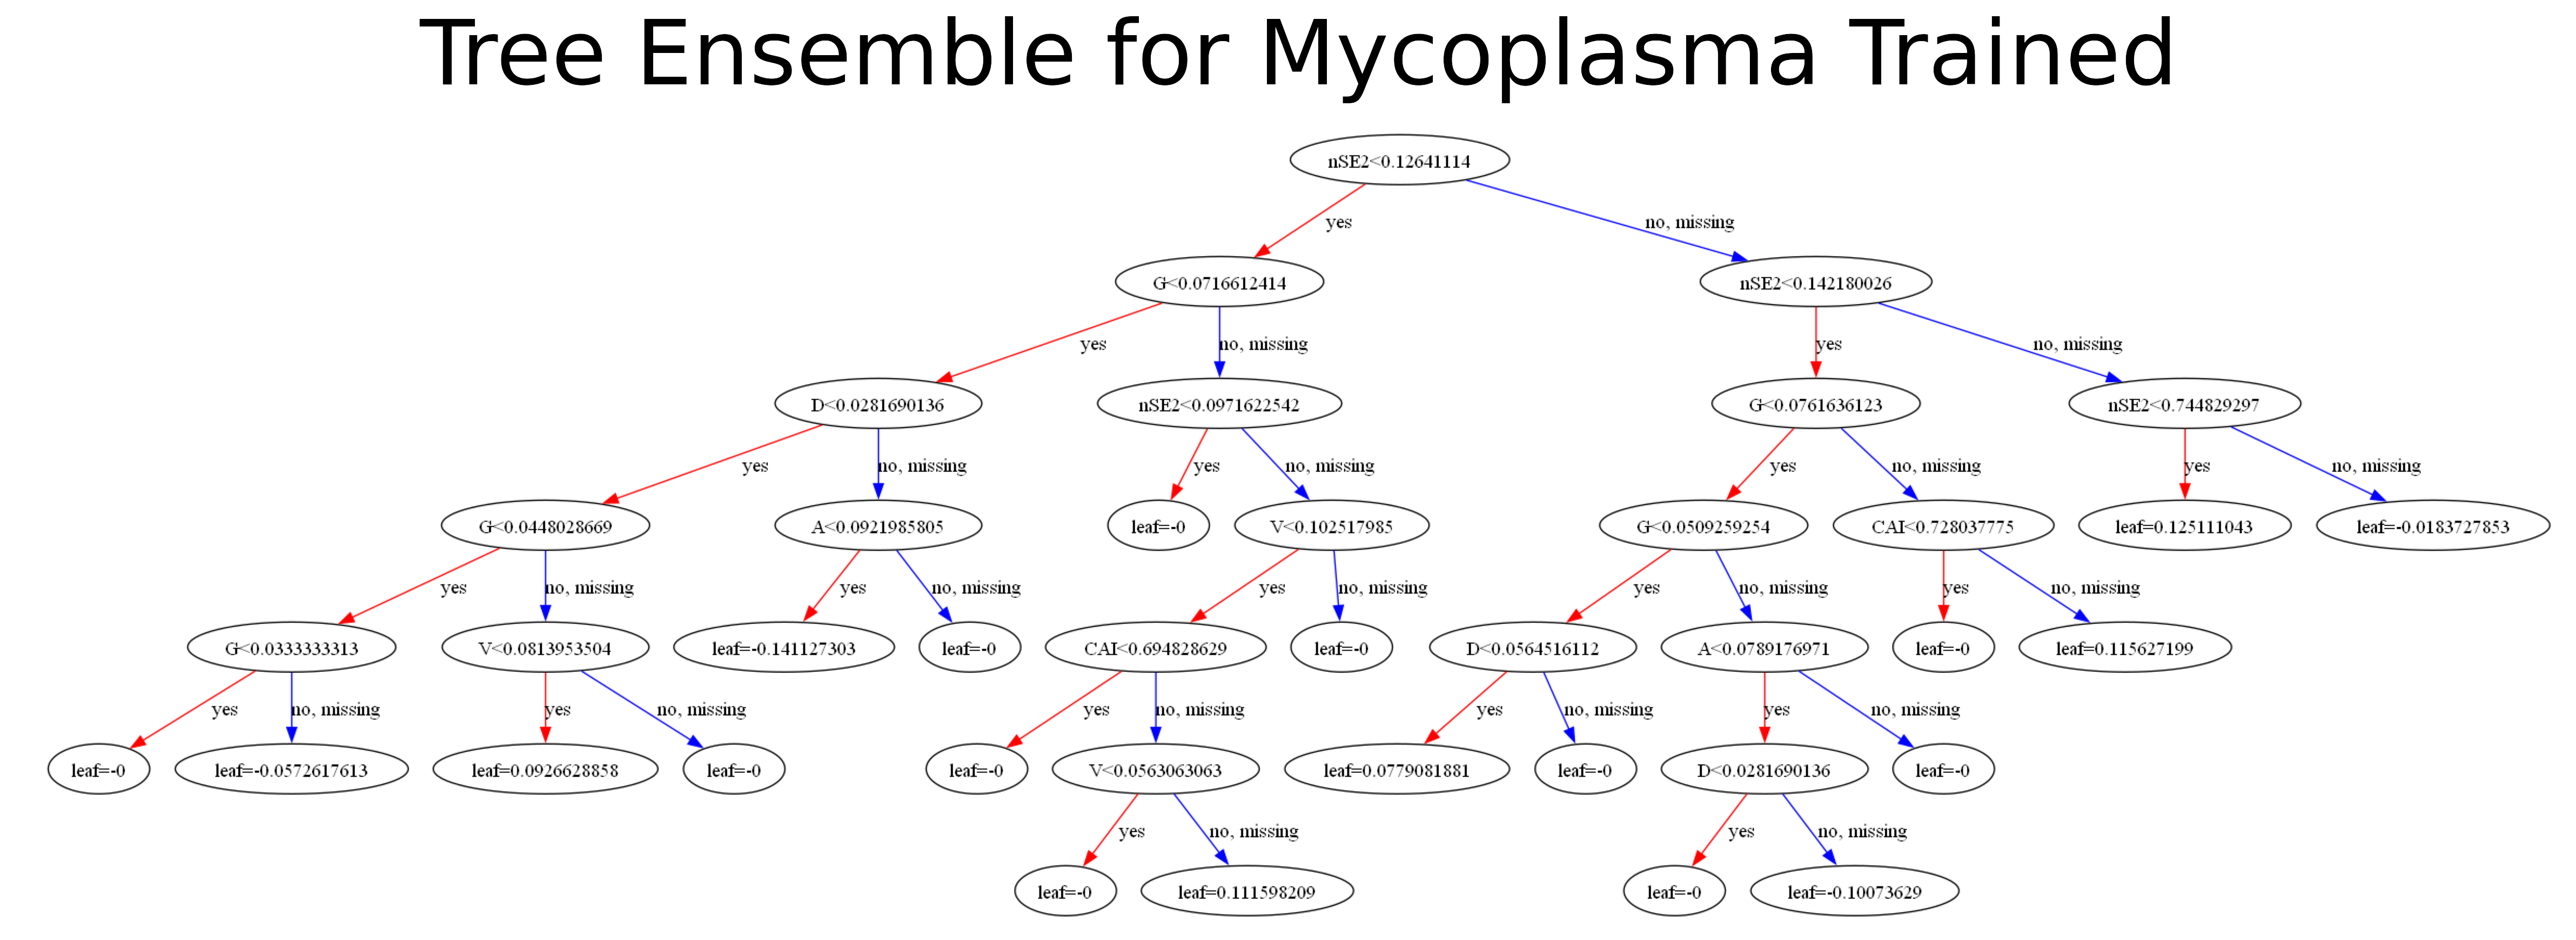 Tree Ensemble for Mycoplasma Trained
nSE2<0.12641114
yes
no, missing
G<0.0716612414
nSE2<0.142180026
yes
no, missing
yes
no, missing
D<0.0281690136
nSE2<0.0971622542
G<0.0761636123
nSE2<0.744829297
yes
no, missing
yes
no, missing
yes
no, missing
yes
no, missing
G<0.0448028669
A<0.0921985805
leaf=-0
V<0.102517985
G<0.0509259254
CAI<0.728037775
leaf=0.125111043
leaf=-0.0183727853
yes
no, missing
yes
no, missing
yes
no, missing
yes
no, missing
yes
no, missing
G<0.0333333313
V<0.0813953504
leaf=-0.141127303
leaf=-0
CAI<0.694828629
leaf=-0
D<0.0564516112
A<0.0789176971
leaf=-0
leaf=0.115627199
yes
no, missing
yes
no, missing
yes
no, missing
yes
no, missing
yes
no, missing
leaf=-0
leaf=-0.0572617613
leaf=0.0926628858
leaf=-0
leaf=-0
V<0.0563063063
leaf=0.0779081881
leaf=-0
D<0.0281690136
leaf=-0
yes
no, missing
yes
no, missing
leaf=-0
leaf=0.111598209
leaf=-0
leaf=-0.10073629